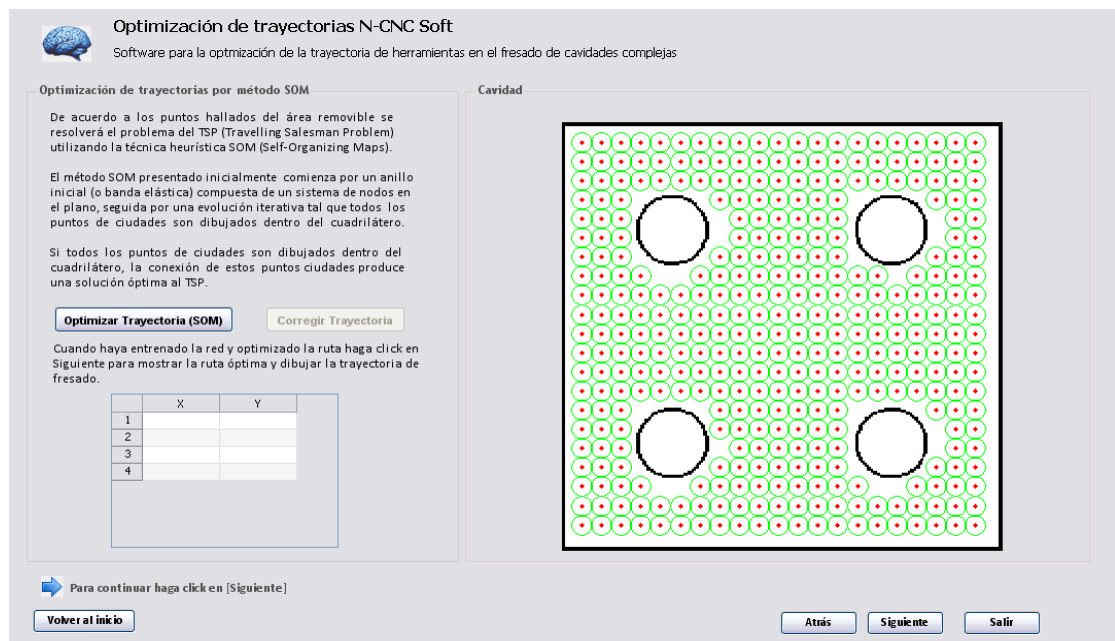 Optimización de trayectorias N-CNC Soft
Software para la optmización de la trayectoria de herramientas en el fresado de cavidades complejas
Optimización de trayectorias por método SOM
De acuerdo a los puntos hallados del área removible se
resolverá el problema del TSP (Travelling Salesman Problem)
utilizando la técnica heurística SOM (Self-Organizing Maps).
El método SOM presentado inicialmente comienza por un anillo
inicial (o banda elástica) compuesta de un sistema de nodos en
el plano, seguida por una evolución iterativa tal que todos los
puntos de ciudades son dibujados dentro del cuadrilátero.
Si todos los puntos de ciudades son dibujados dentro del
cuadrilátero, la conexión de estos puntos ciudades produce
una solución óptima al TSP.
Optimizar Trayectoria (SOM)
Corregir Trayectoria
Cuando haya entrenado la red y optimizado la ruta haga click en
Siguiente para mostrar la ruta óptima y dibujar la trayectoria de
fresado.
X Y
1
2
3
4
Cavidad
Para continuar haga click en [Siguiente]
Volver al inicio
Atrás
Siguiente
Salir